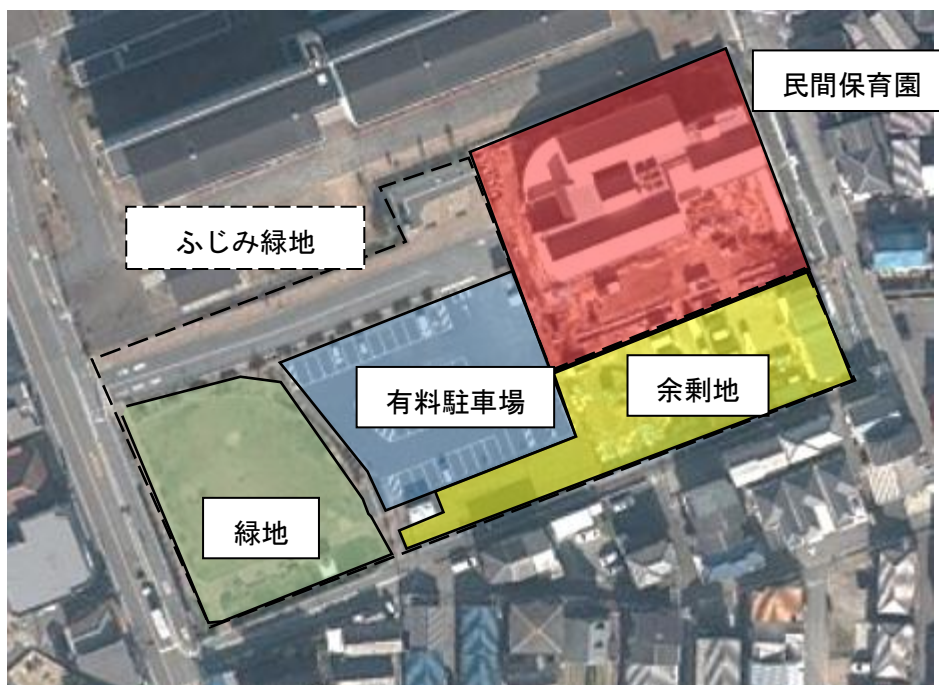 民間保育園
ふじみ緑地
余剰地
有料駐車場
緑地